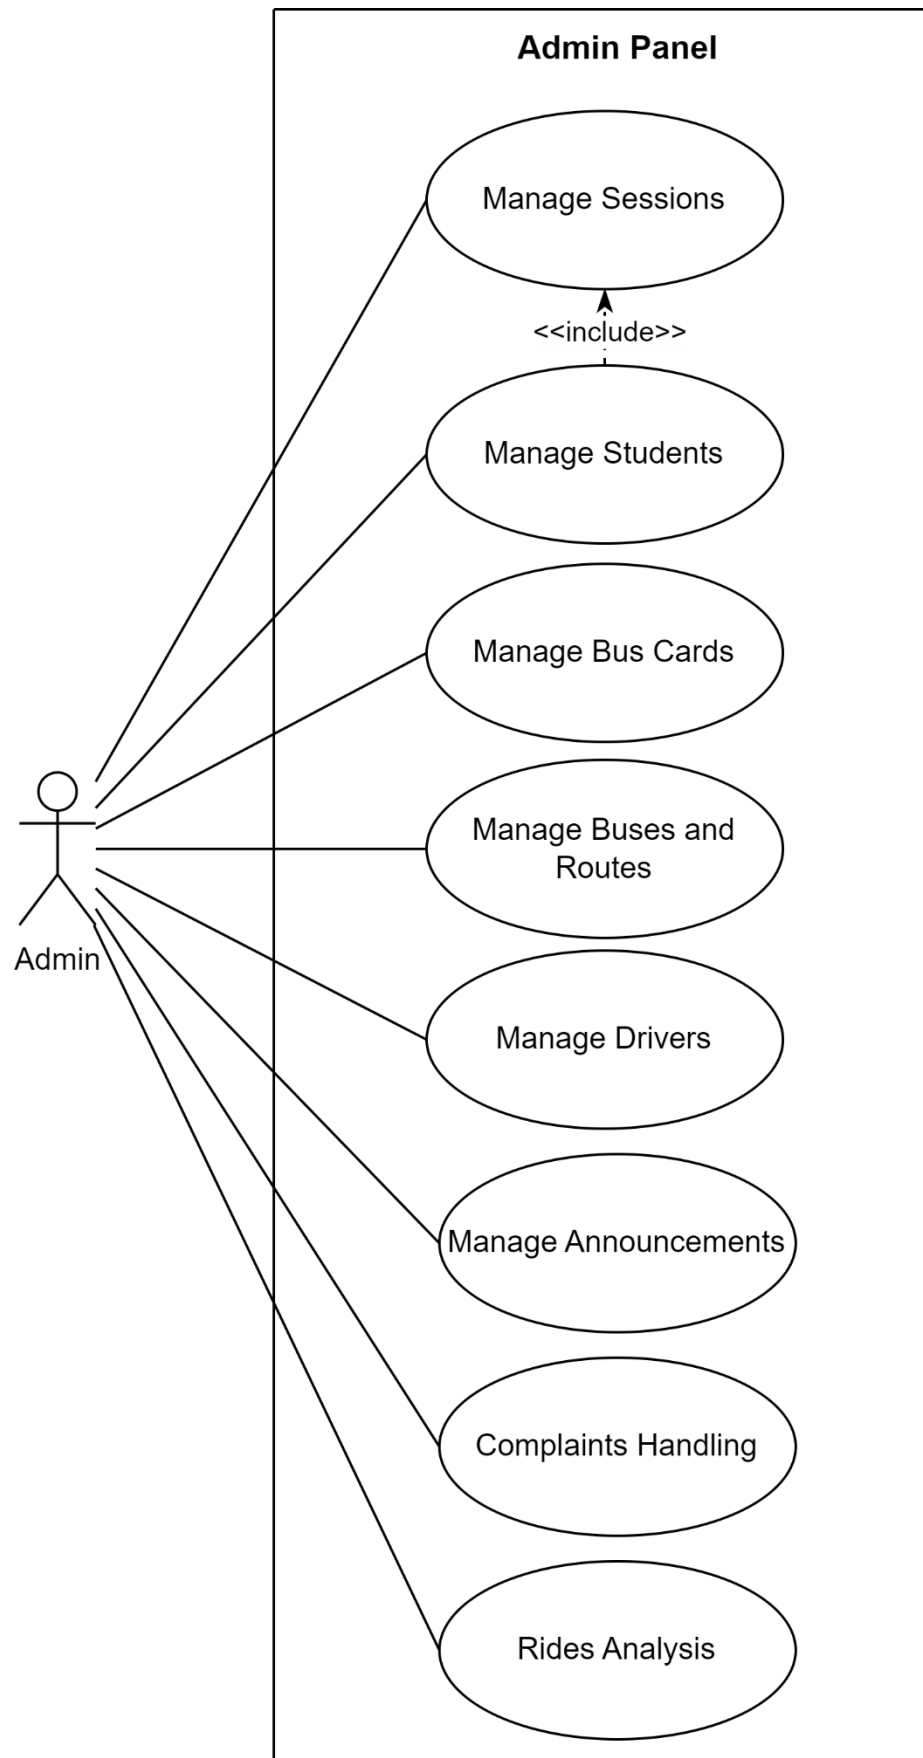 Admin Panel
Manage Sessions
<<include>>
Manage Students
Manage Bus Cards
Manage Buses and
Routes
Manage Drivers
Admin
Manage Announcements
Complaints Handling
Rides Analysis